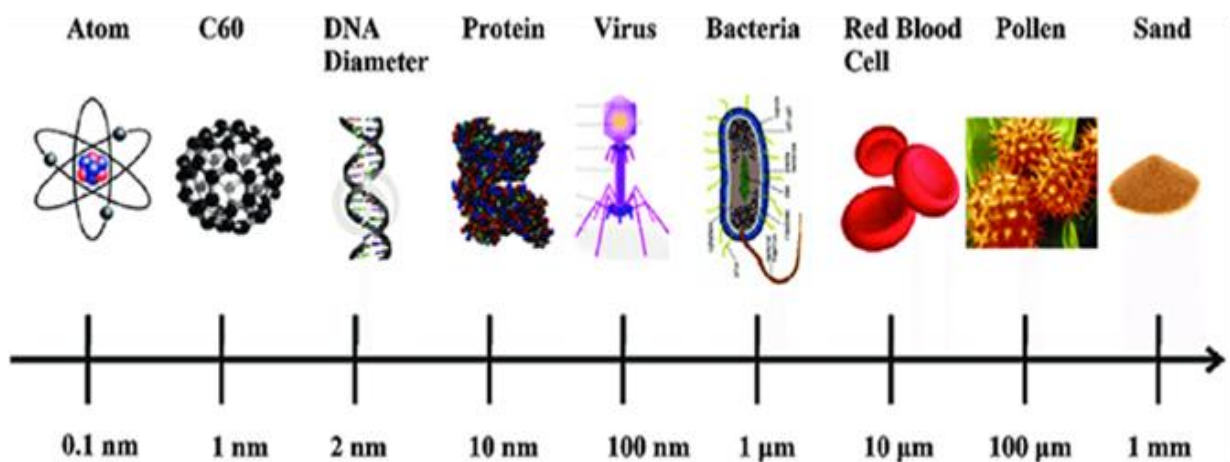 Atom C60 DNA Diameter Protein Virus Bacteria Red Blood Cell Pollen Sand
0.1 nm 1 nm 2 nm 10 nm 100 nm 1 µm 10 µm 100 µm 1 mm